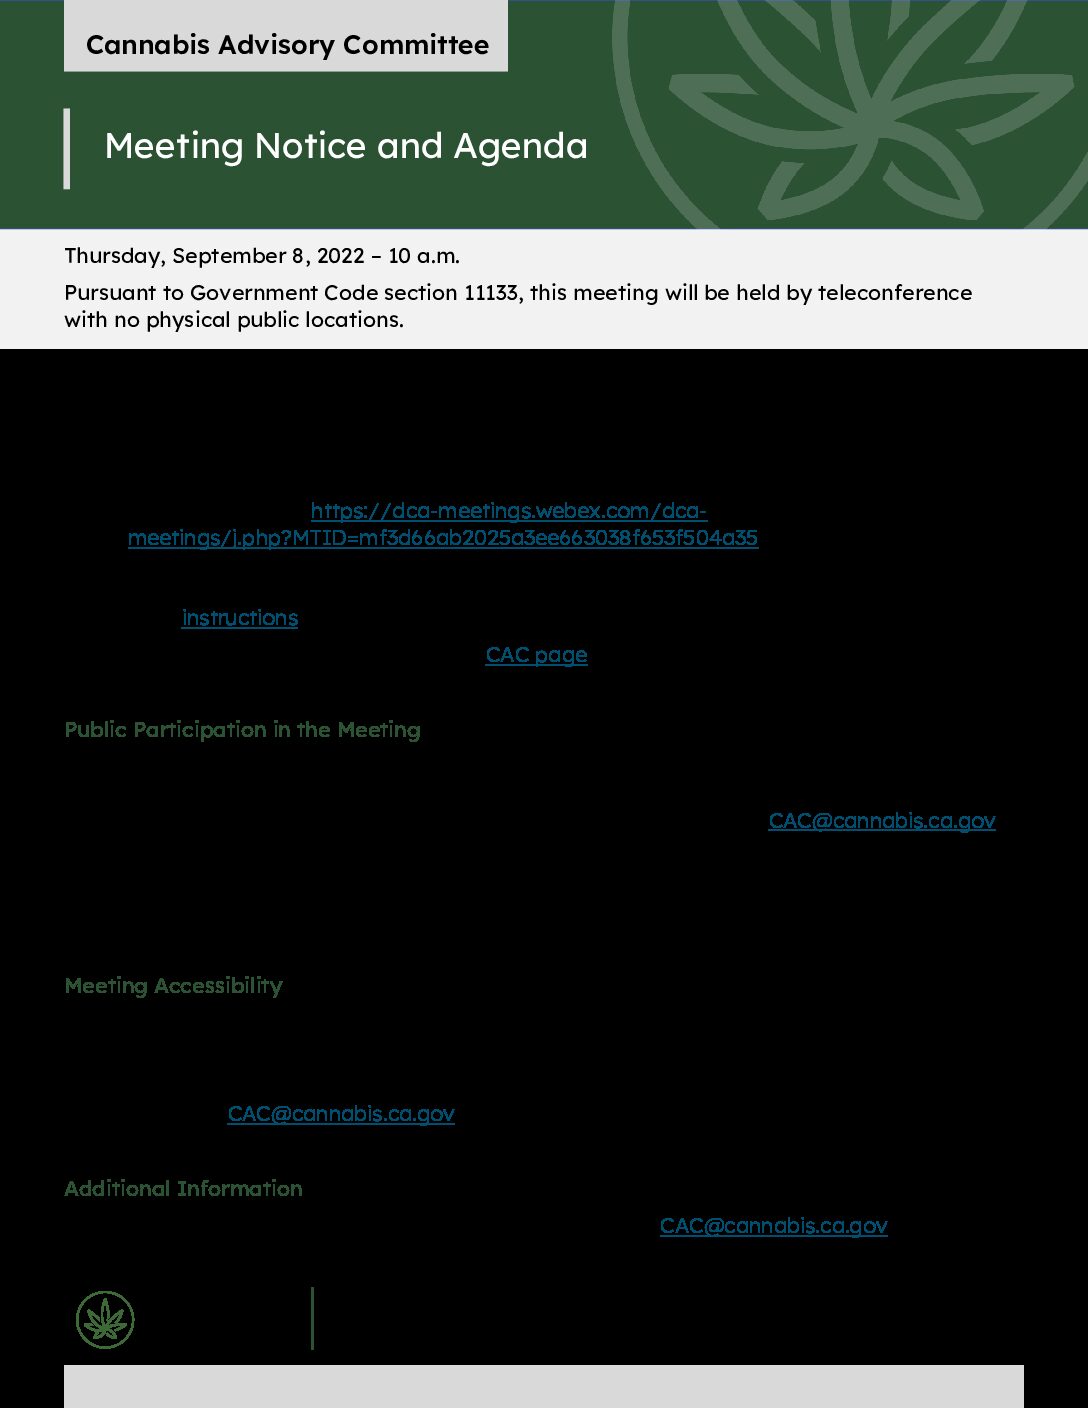 Cannabis Advisory Committee
Meeting Notice and Agenda
Thursday, September 8, 2022 – 10 a.m.
Pursuant to Government Code section 11133, this meeting will be held by teleconference
with no physical public locations.
https://dca-meetings.webex.com/dca-
meetings/j.php?MTID=mf3d66ab2025a3ee663038f653f504a35
instructions
CAC page
Public Participation in the Meeting
CAC@cannabis.ca.gov
Meeting Accessibility
CAC@cannabis.ca.gov
Additional Information
CAC@cannabis.ca.gov